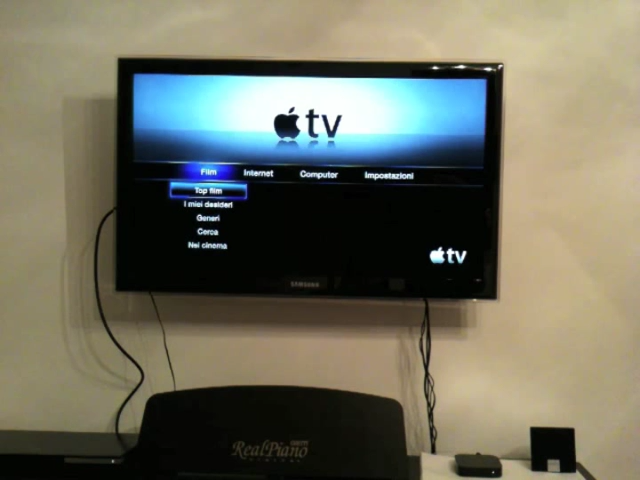 tv
Film Internet Computer Impostazioni
Top film
I miei desideri
Generi
Cerca
Nei cinema
tv
SAMSUNG
RealPiano